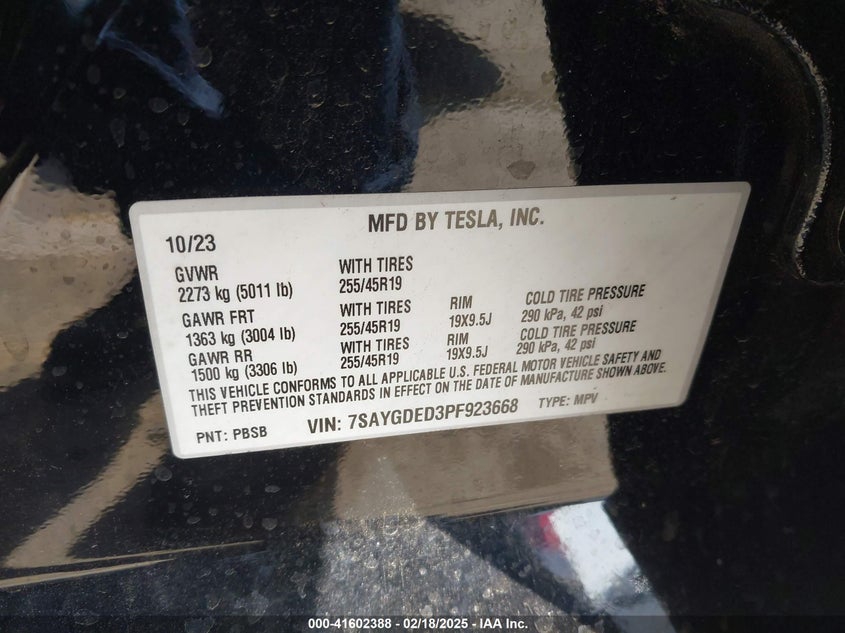 MFD BY TESLA, INC.
10/23
GVWR WITH TIRES
2273 kg (5011 lb) 255/45R19
GAWR FRT WITH TIRES RIM COLD TIRE PRESSURE
1363 kg (3004 lb) 255/45R19 19X9.5J 290 kPa, 42 psi
GAWR RR WITH TIRES RIM COLD TIRE PRESSURE
1500 kg (3306 lb) 255/45R19 19X9.5J 290 kPa, 42 psi
THIS VEHICLE CONFORMS TO ALL APPLICABLE U.S. FEDERAL MOTOR VEHICLE SAFETY AND
THEFT PREVENTION STANDARDS IN EFFECT ON THE DATE OF MANUFACTURE SHOWN ABOVE.
PNT: PBSB VIN: 7SAYGDED3PF923668 TYPE: MPV
000-41602388 - 02/18/2025 - IAA Inc.